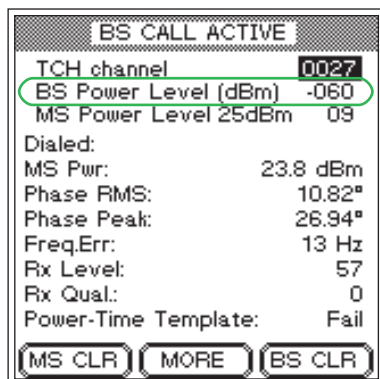 BS CALL ACTIVE
TCH channel 0027
BS Power Level (dBm) -060
MS Power Level 25dBm 09
Dialed:
MS Pwr: 23.8 dBm
Phase RMS: 10.82°
Phase Peak: 26.94°
Freq.Err: 13 Hz
Rx Level: 57
Rx Qual.: 0
Power-Time Template: Fail
MS CLR MORE BS CLR